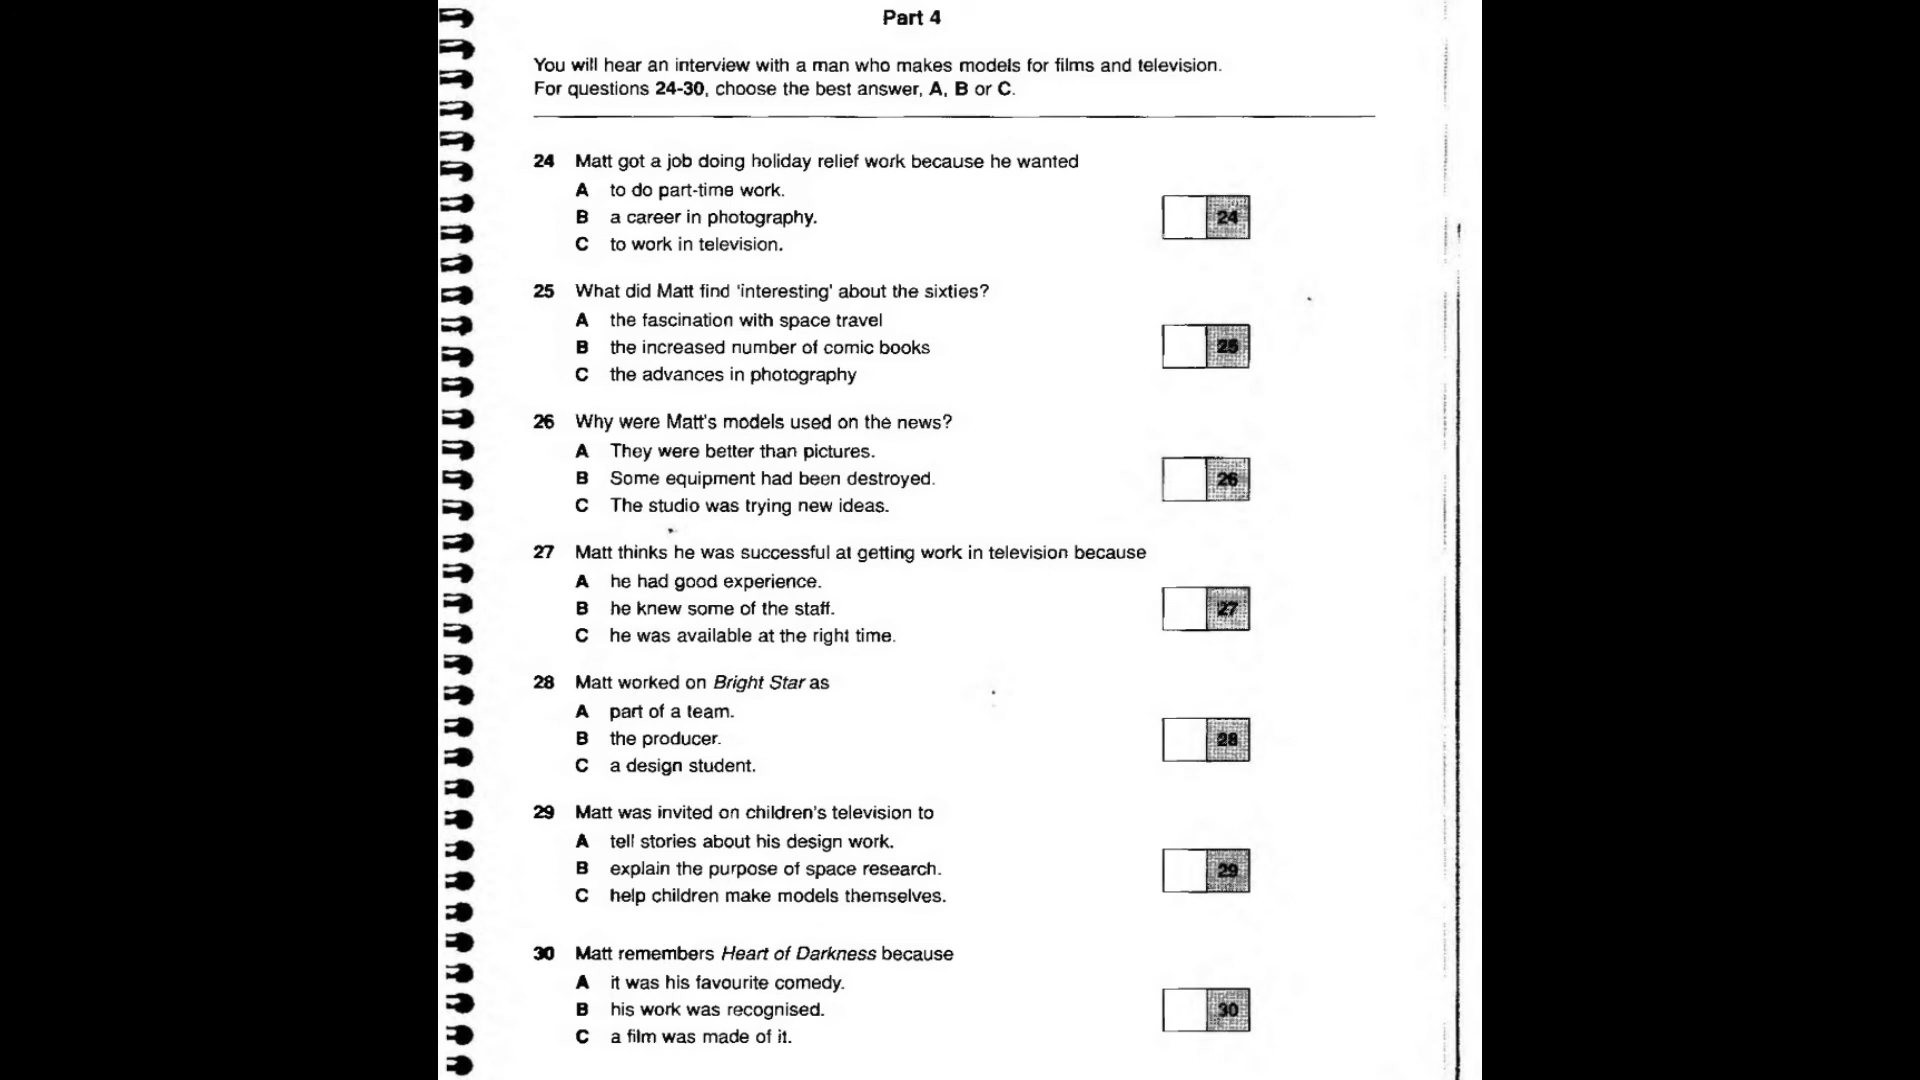 Part 4
You will hear an interview with a man who makes models for films and television.
For questions 24-30, choose the best answer, A, B or C.
24 Matt got a job doing holiday relief work because he wanted
A to do part-time work.
B a career in photography.
C to work in television.
24
25 What did Matt find 'interesting' about the sixties?
A the fascination with space travel
B the increased number of comic books
C the advances in photography
25
26 Why were Matt's models used on the news?
A They were better than pictures.
B Some equipment had been destroyed.
C The studio was trying new ideas.
26
27 Matt thinks he was successful at getting work in television because
A he had good experience.
B he knew some of the staff.
C he was available at the right time.
27
28 Matt worked on Bright Star as
A part of a team.
B the producer.
C a design student.
28
29 Matt was invited on children's television to
A tell stories about his design work.
B explain the purpose of space research.
C help children make models themselves.
29
30 Matt remembers Heart of Darkness because
A it was his favourite comedy.
B his work was recognised.
C a film was made of it.
30